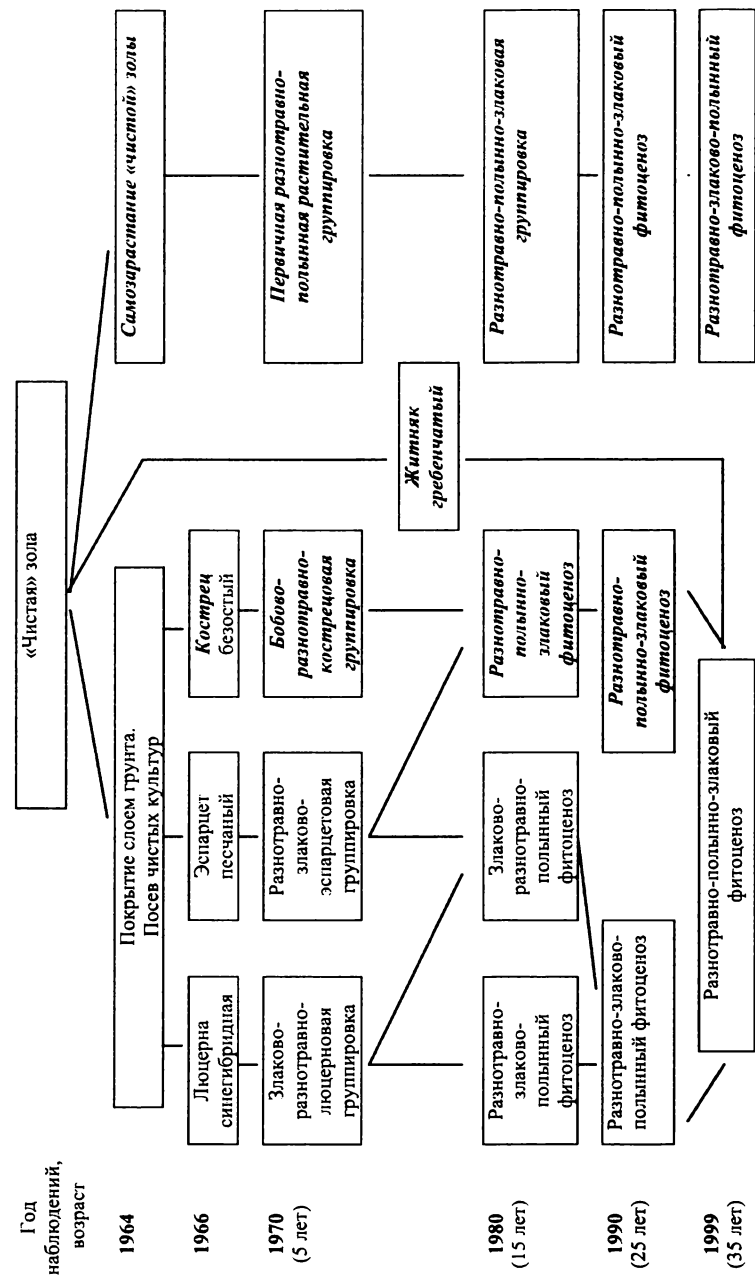 Год
наблюдений,
возраст
«Чистая» зола
1964
Покрытие слоем грунта.
Посев чистых культур
Самозарастание «чистой» золы
1966
Люцерна
синегибридная
Эспарцет
песчаный
Кострец
безостый
1970
(5 лет)
Злаково-
разнотравно-
люцерновая
группировка
Разнотравно-
злаково-
эспарцетовая
группировка
Бобово-
разнотравно-
кострецовая
группировка
Первичная разнотравно-
полынная растительная
группировка
Житняк
гребенчатый
1980
(15 лет)
Разнотравно-
злаково-
полынный
фитоценоз
Злаково-
разнотравно-
полынный
фитоценоз
Разнотравно-
полынно-
злаковый
фитоценоз
Разнотравно-полынно-злаковая
группировка
1990
(25 лет)
Разнотравно-злаково-
полынный фитоценоз
Разнотравно-
полынно-злаковый
фитоценоз
Разнотравно-полынно-злаковый
фитоценоз
1999
(35 лет)
Разнотравно-полынно-злаковый
фитоценоз
Разнотравно-злаково-полынный
фитоценоз